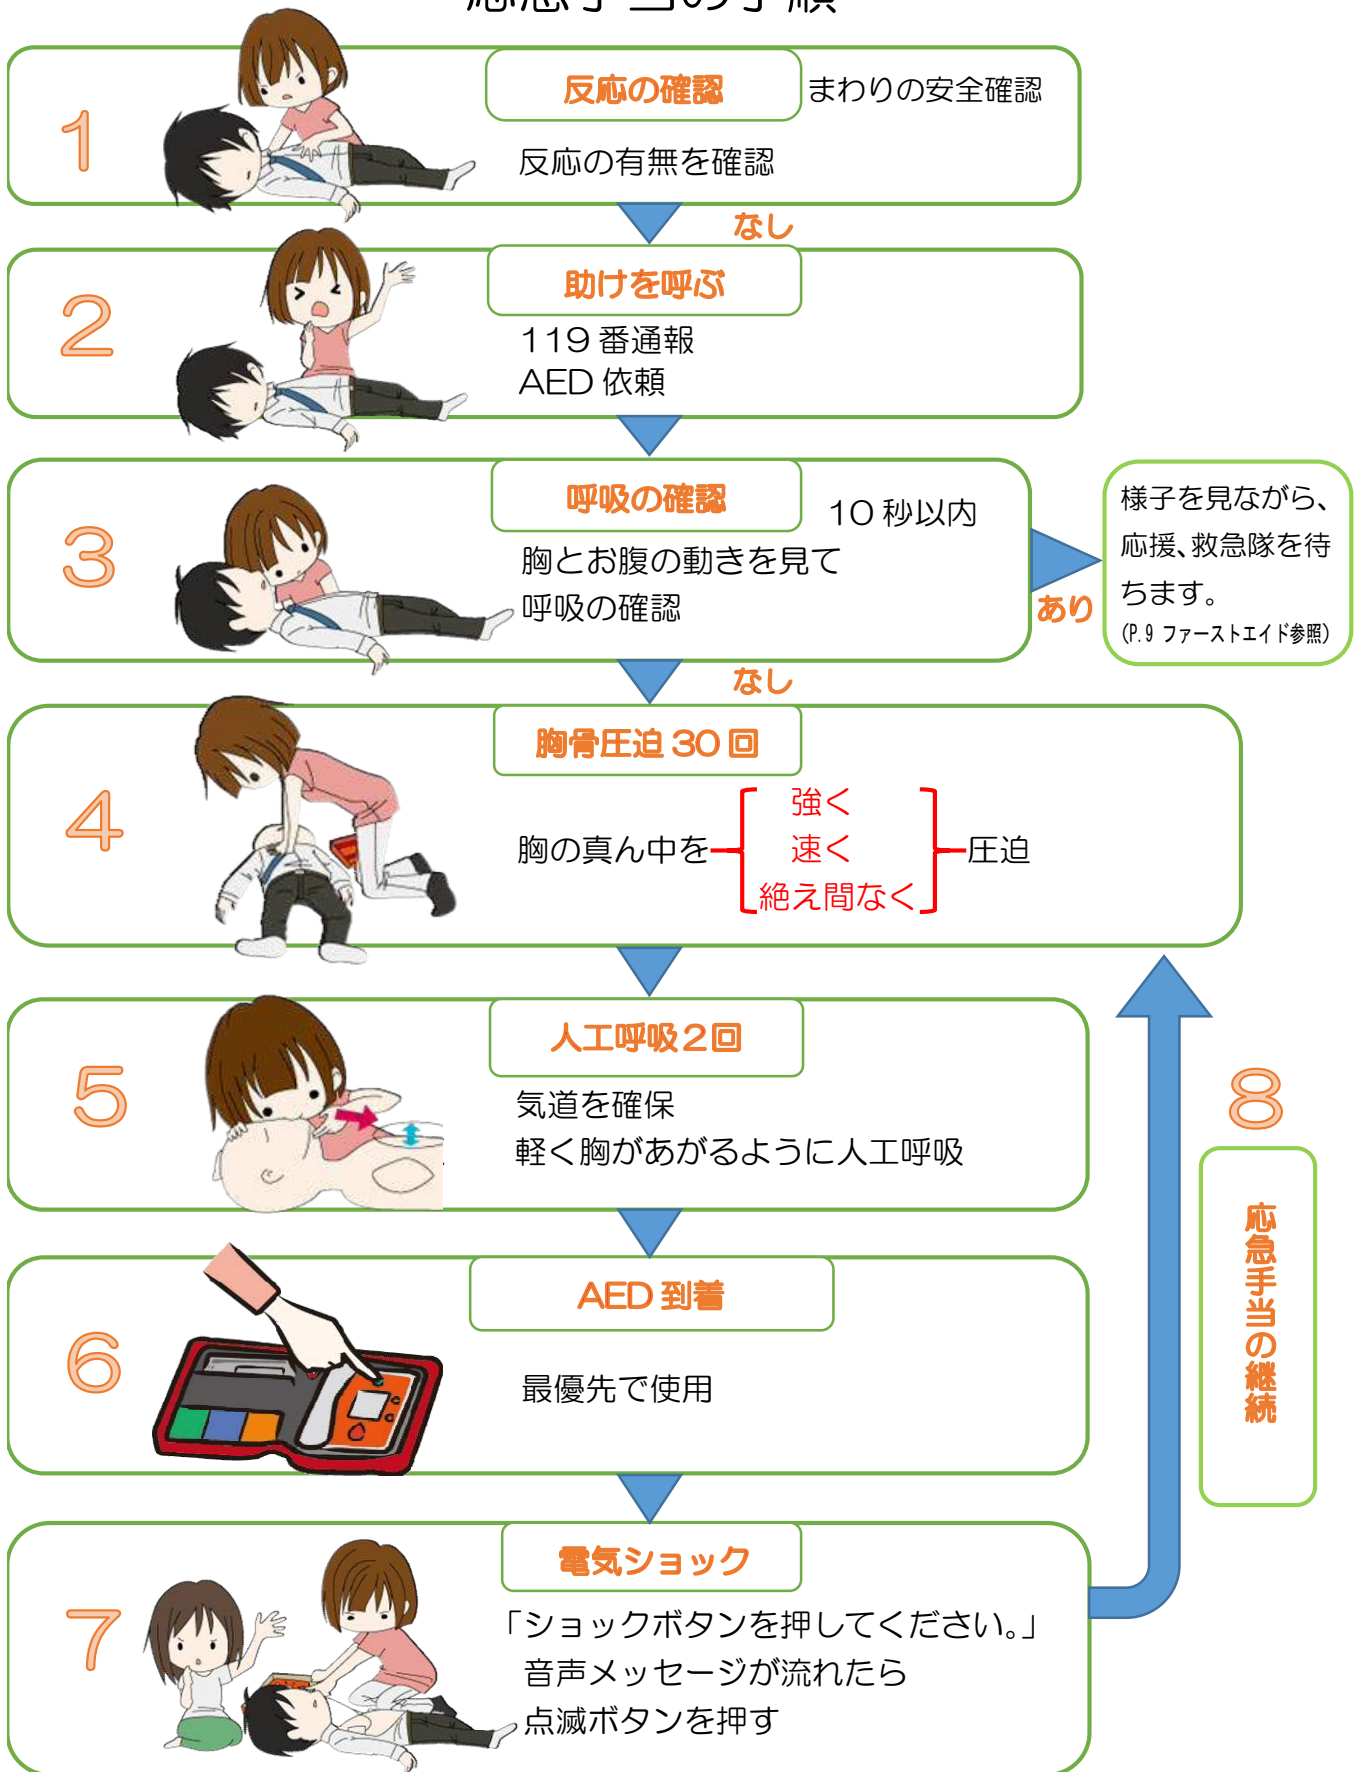 応急手当の手順
1
反応の確認
まわりの安全確認
反応の有無を確認
なし
2
助けを呼ぶ
119番通報
AED依頼
3
呼吸の確認
10秒以内
胸とお腹の動きを見て
呼吸の確認
あり
様子を見ながら、
応援、救急隊を待
ちます。
(P.9 ファーストエイド参照)
なし
4
胸骨圧迫30回
胸の真ん中を
強く
速く
絶え間なく
圧迫
5
人工呼吸2回
気道を確保
軽く胸があがるように人工呼吸
6
AED到着
最優先で使用
7
電気ショック
「ショックボタンを押してください。」
音声メッセージが流れたら
点滅ボタンを押す
8
応急手当の継続